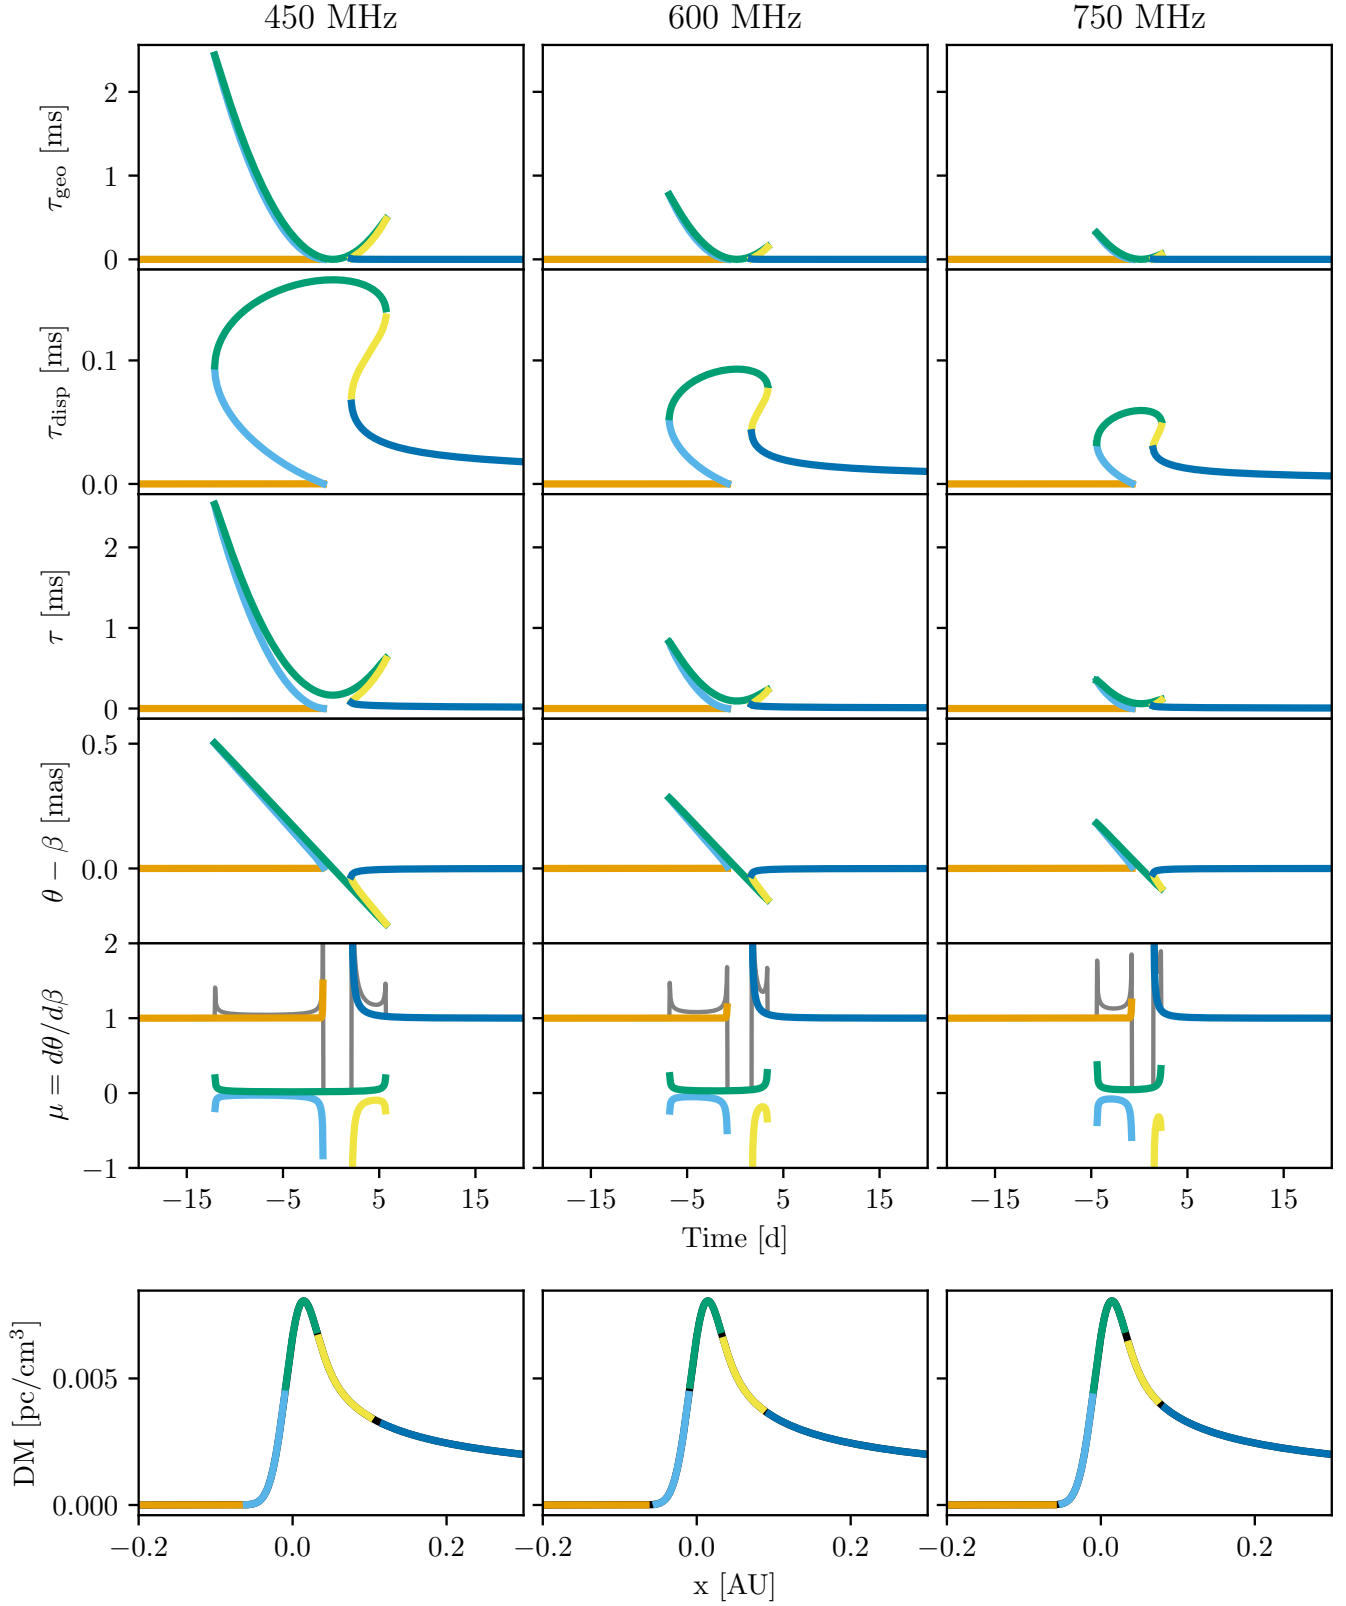 450 MHz 600 MHz 750 MHz
τgeo [ms]
2
1
0
τdisp [ms]
0.1
0.0
τ [ms]
2
1
0
θ − β [mas]
0.5
0.0
μ = dθ/dβ
2
1
0
−1
−15 −5 5 15 −15 −5 5 15 −15 −5 5 15
Time [d]
DM [pc/cm³]
0.005
0.000
−0.2 0.0 0.2 −0.2 0.0 0.2 −0.2 0.0 0.2
x [AU]